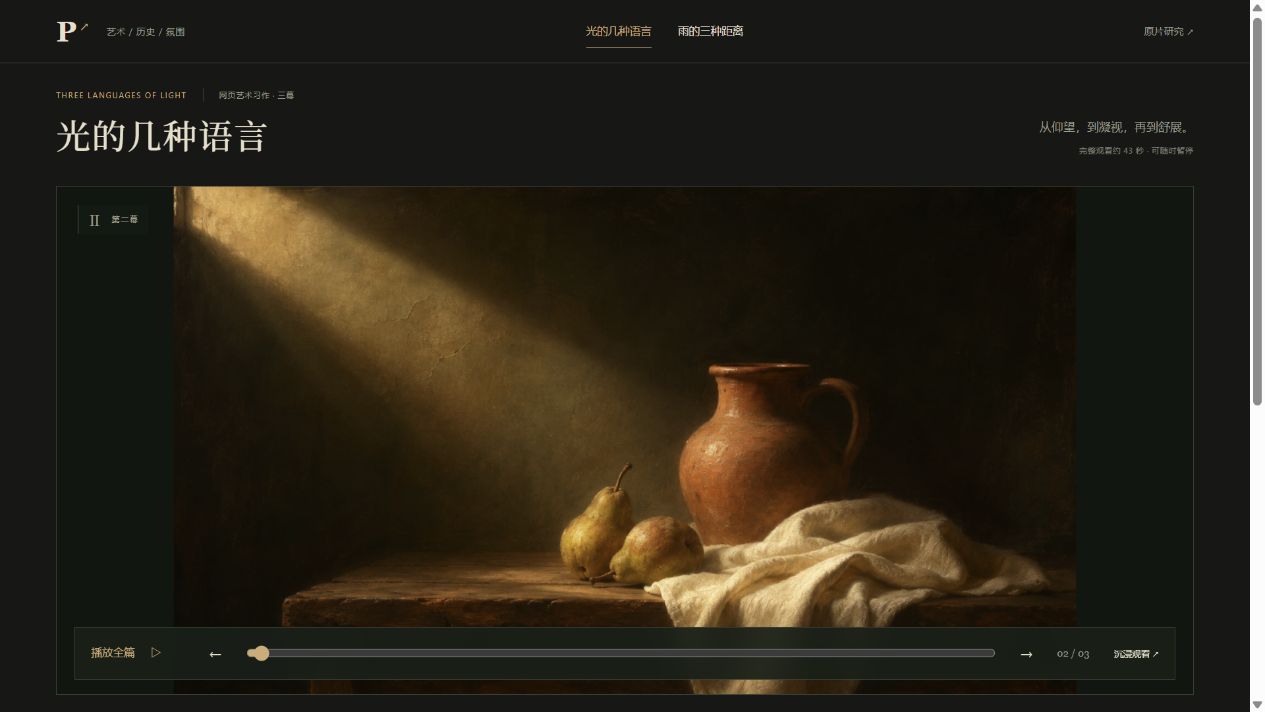 P↗
艺术 / 历史 / 氛围
光的几种语言
雨的三种距离
原片研究 ↗
THREE LANGUAGES OF LIGHT
网页艺术习作 · 三幕
光的几种语言
从仰望，到凝视，再到舒展。
完整观看约 43 秒 · 可随时暂停
II 第二幕
播放全篇 ▷
←
→
02 / 03
沉浸观看 ↗